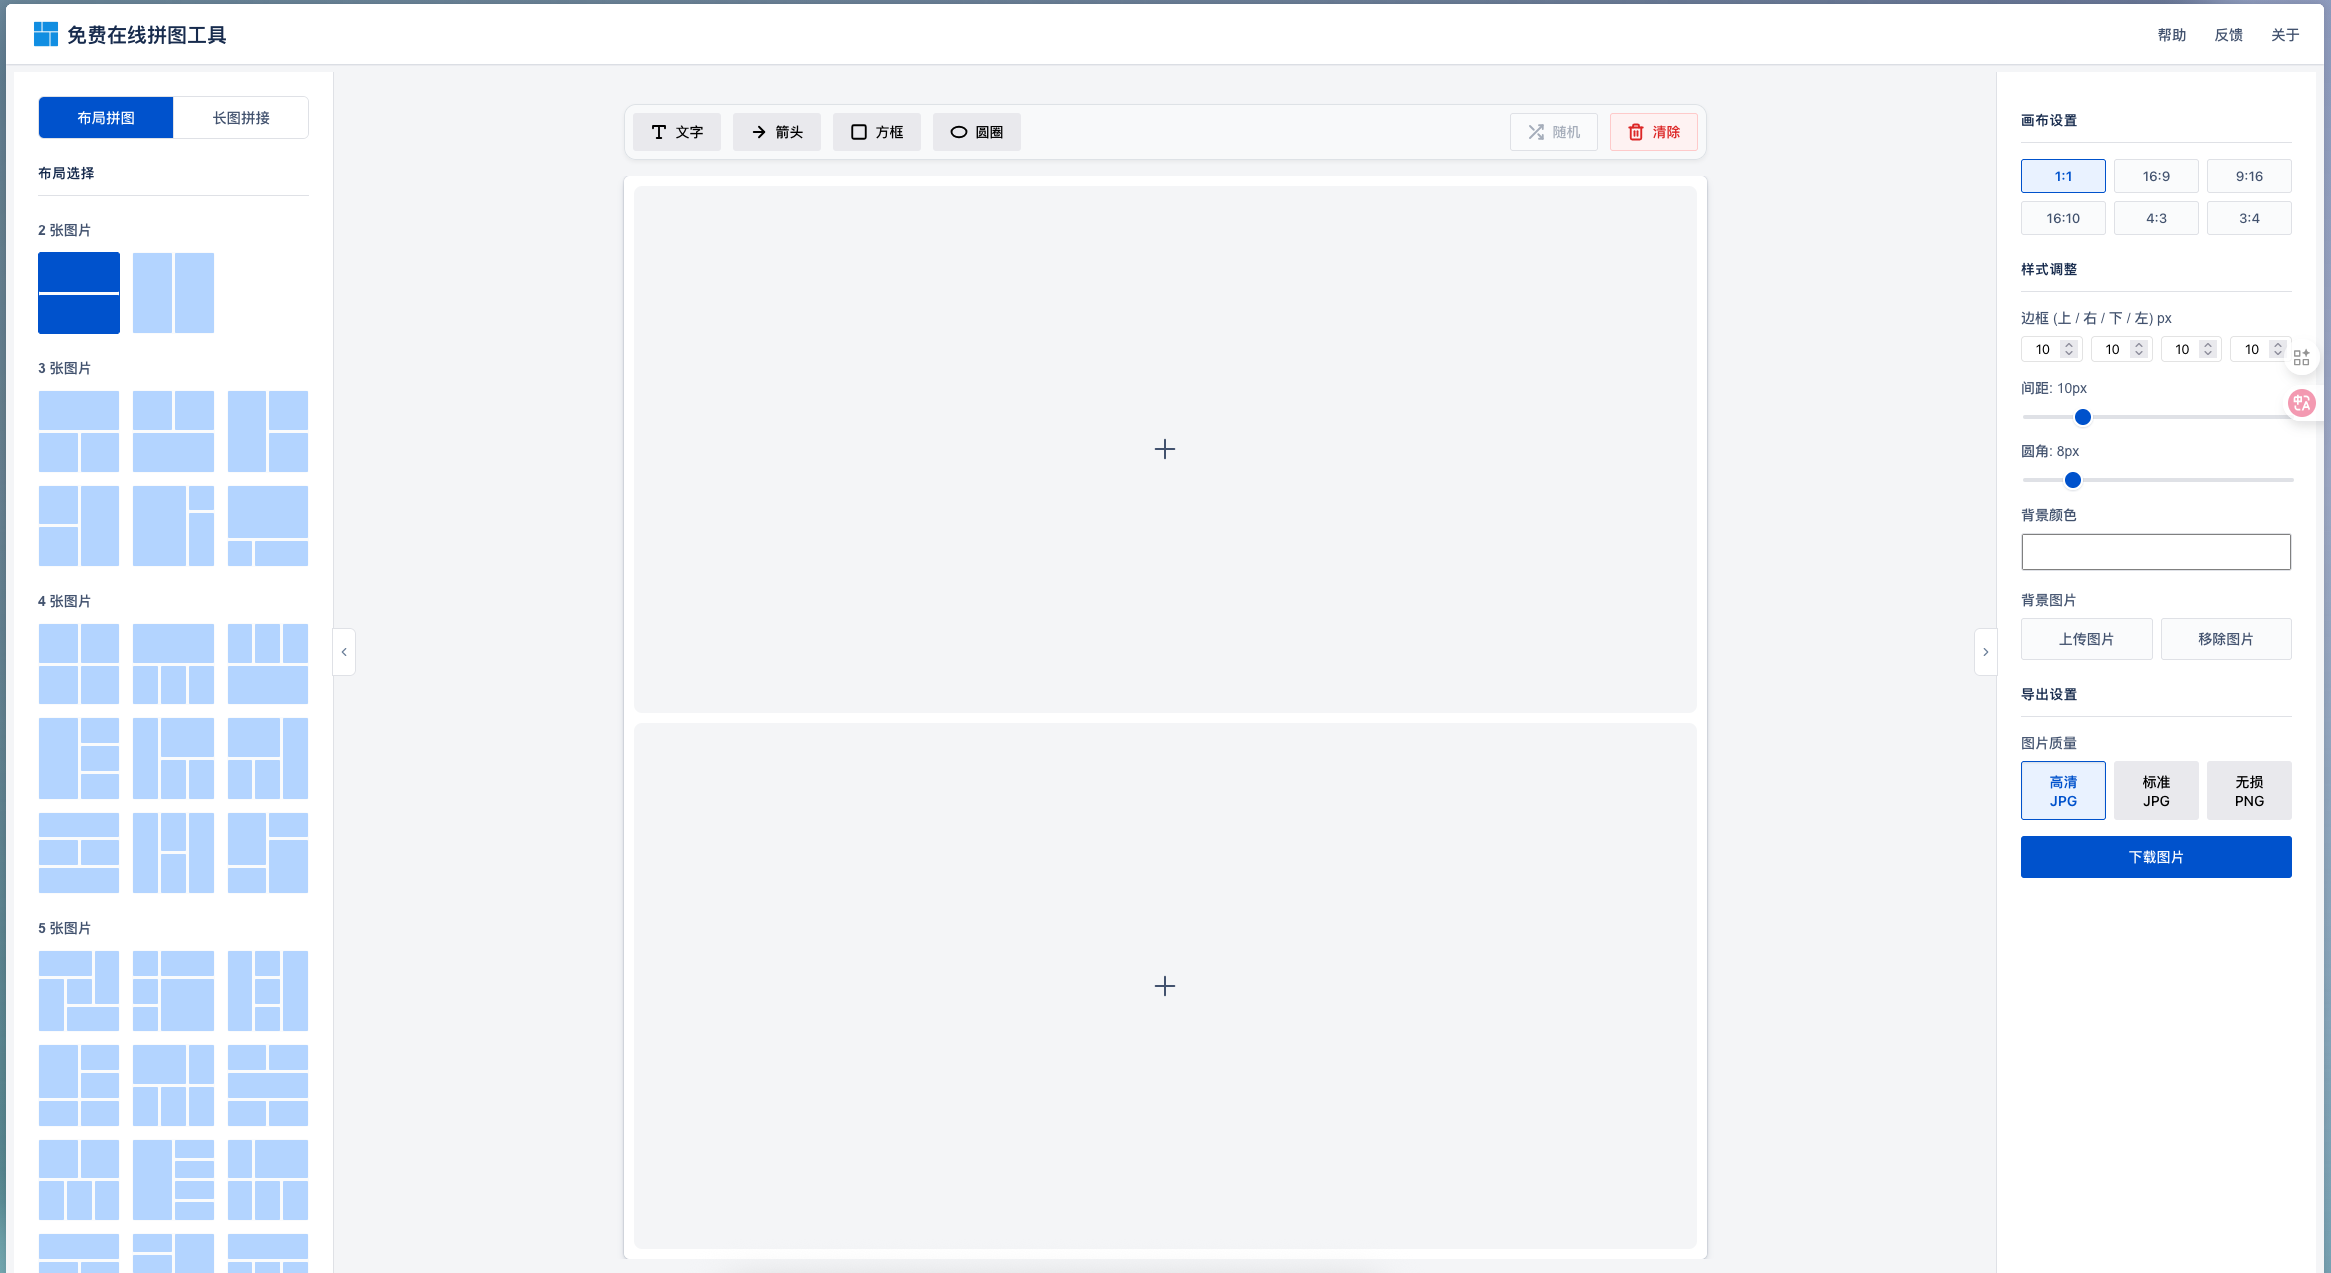 免费在线拼图工具
帮助 反馈 关于
布局拼图 长图拼接
布局选择
2 张图片
3 张图片
4 张图片
5 张图片
文字 箭头 方框 圆圈 随机 清除
画布设置
1:1 16:9 9:16
16:10 4:3 3:4
样式调整
边框 (上 / 右 / 下 / 左) px
10 10 10 10
间距: 10px
圆角: 8px
背景颜色
背景图片
上传图片 移除图片
导出设置
图片质量
高清 标准 无损
JPG JPG PNG
下载图片